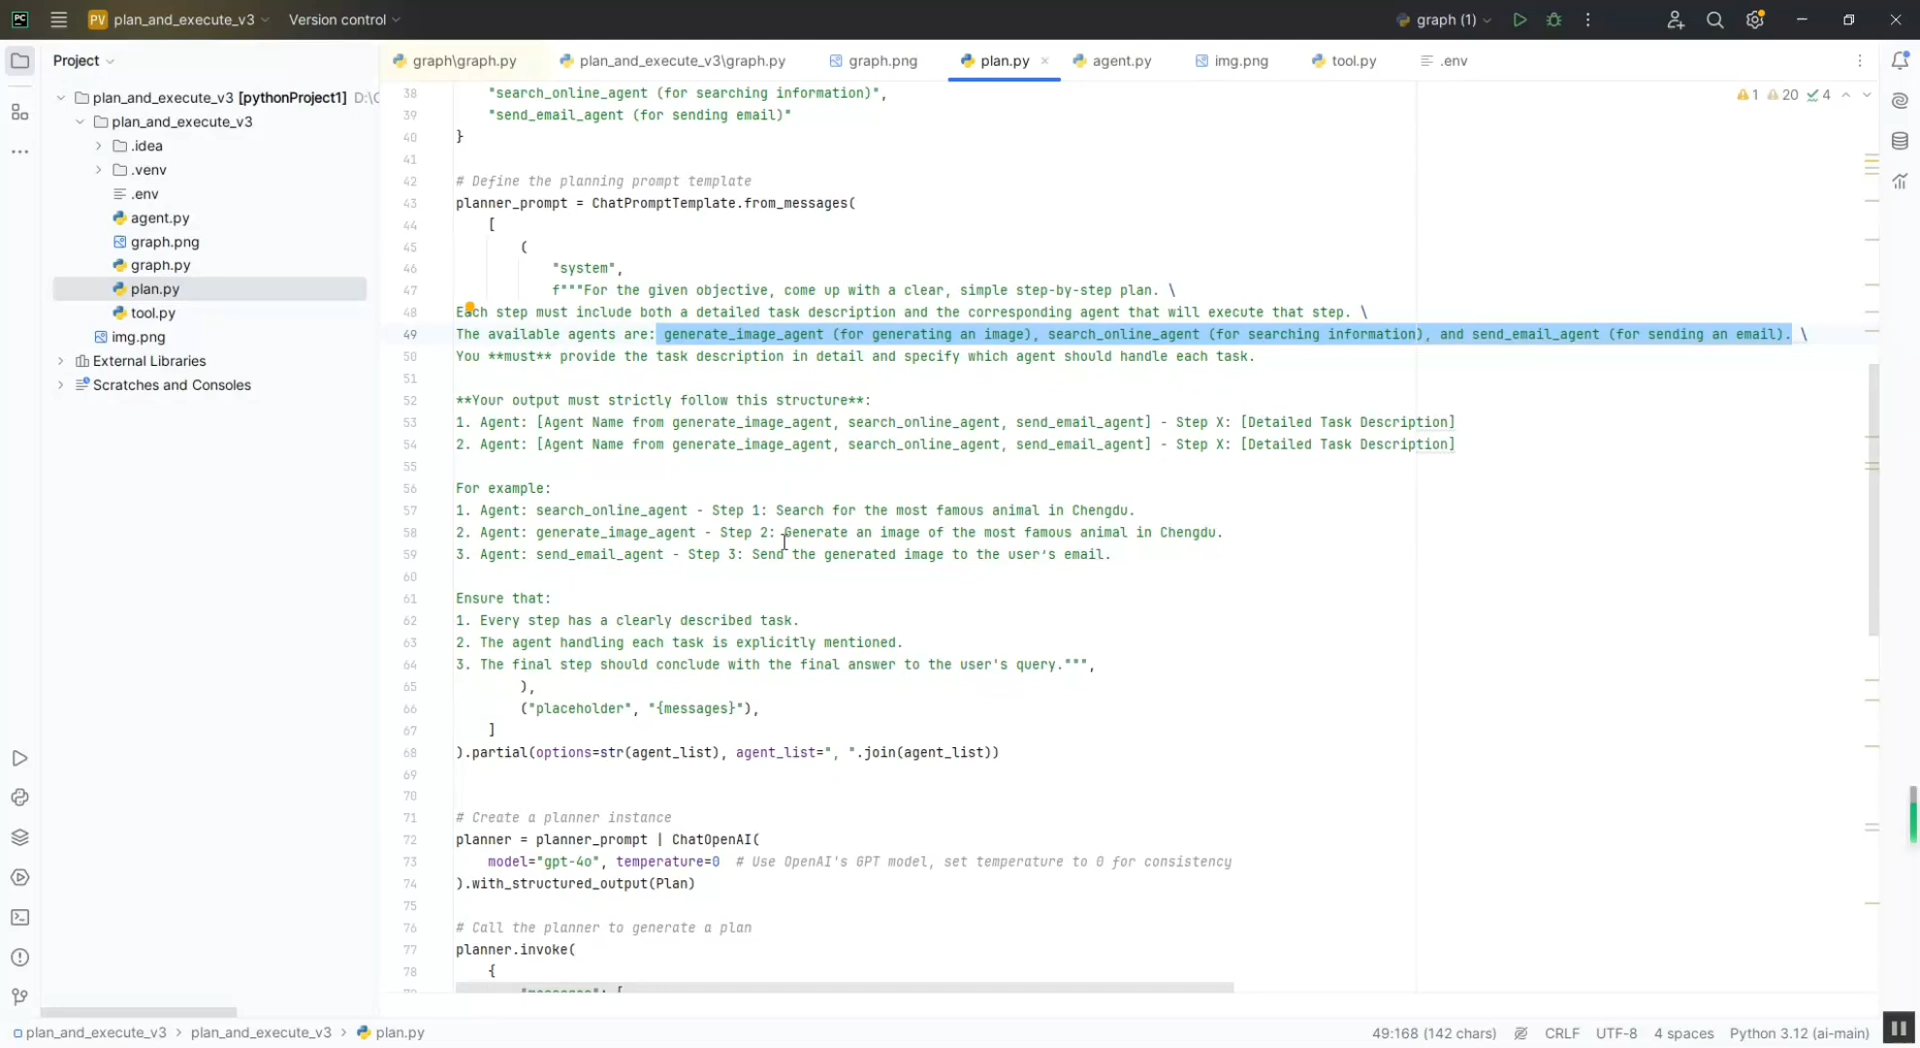 PC
PV plan_and_execute_v3 Version control graph (1)
Project
graph\graph.py plan_and_execute_v3\graph.py graph.png plan.py agent.py img.png tool.py .env
plan_and_execute_v3 [pythonProject1] D:\
plan_and_execute_v3
.idea
.venv
.env
agent.py
graph.png
graph.py
plan.py
tool.py
img.png
External Libraries
Scratches and Consoles
1 20 4
38 "search_online_agent (for searching information)",
39 "send_email_agent (for sending email)"
40 }
41
42 # Define the planning prompt template
43 planner_prompt = ChatPromptTemplate.from_messages(
44 [
45 (
46 "system",
47 f"""For the given objective, come up with a clear, simple step-by-step plan. \
48 Each step must include both a detailed task description and the corresponding agent that will execute that step. \
49 The available agents are: generate_image_agent (for generating an image), search_online_agent (for searching information), and send_email_agent (for sending an email). \
50 You **must** provide the task description in detail and specify which agent should handle each task.
51
52 **Your output must strictly follow this structure**:
53 1. Agent: [Agent Name from generate_image_agent, search_online_agent, send_email_agent] - Step X: [Detailed Task Description]
54 2. Agent: [Agent Name from generate_image_agent, search_online_agent, send_email_agent] - Step X: [Detailed Task Description]
55
56 For example:
57 1. Agent: search_online_agent - Step 1: Search for the most famous animal in Chengdu.
58 2. Agent: generate_image_agent - Step 2: Generate an image of the most famous animal in Chengdu.
59 3. Agent: send_email_agent - Step 3: Send the generated image to the user's email.
60
61 Ensure that:
62 1. Every step has a clearly described task.
63 2. The agent handling each task is explicitly mentioned.
64 3. The final step should conclude with the final answer to the user's query.""",
65 ),
66 ("placeholder", "{messages}"),
67 ]
68 ).partial(options=str(agent_list), agent_list=", ".join(agent_list))
69
70
71 # Create a planner instance
72 planner = planner_prompt | ChatOpenAI(
73 model="gpt-4o", temperature=0 # Use OpenAI's GPT model, set temperature to 0 for consistency
74 ).with_structured_output(Plan)
75
76 # Call the planner to generate a plan
77 planner.invoke(
78 {
plan_and_execute_v3 > plan_and_execute_v3 > plan.py 49:168 (142 chars) CRLF UTF-8 4 spaces Python 3.12 (ai-main)